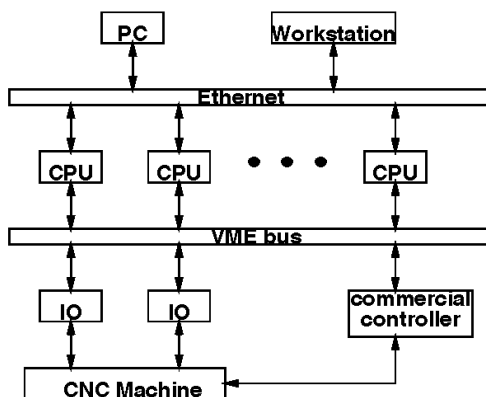 PC
Workstation
Ethernet
CPU
CPU
CPU
VME bus
IO
IO
commercial
controller
CNC Machine